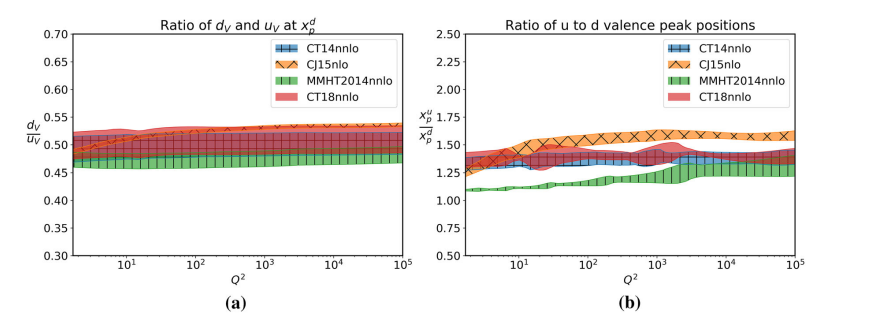 Ratio of d_V and u_V at x_p^d
0.70
0.65
0.60
0.55
0.50
0.45
0.40
0.35
0.30
d_V
u_V
CT14nnlo
CJ15nlo
MMHT2014nnlo
CT18nnlo
10^1
10^2
10^3
10^4
10^5
Q^2
(a)
Ratio of u to d valence peak positions
2.50
2.25
2.00
1.75
1.50
1.25
1.00
0.75
0.50
x_p^u
x_p^d
CT14nnlo
CJ15nlo
MMHT2014nnlo
CT18nnlo
10^1
10^2
10^3
10^4
10^5
Q^2
(b)